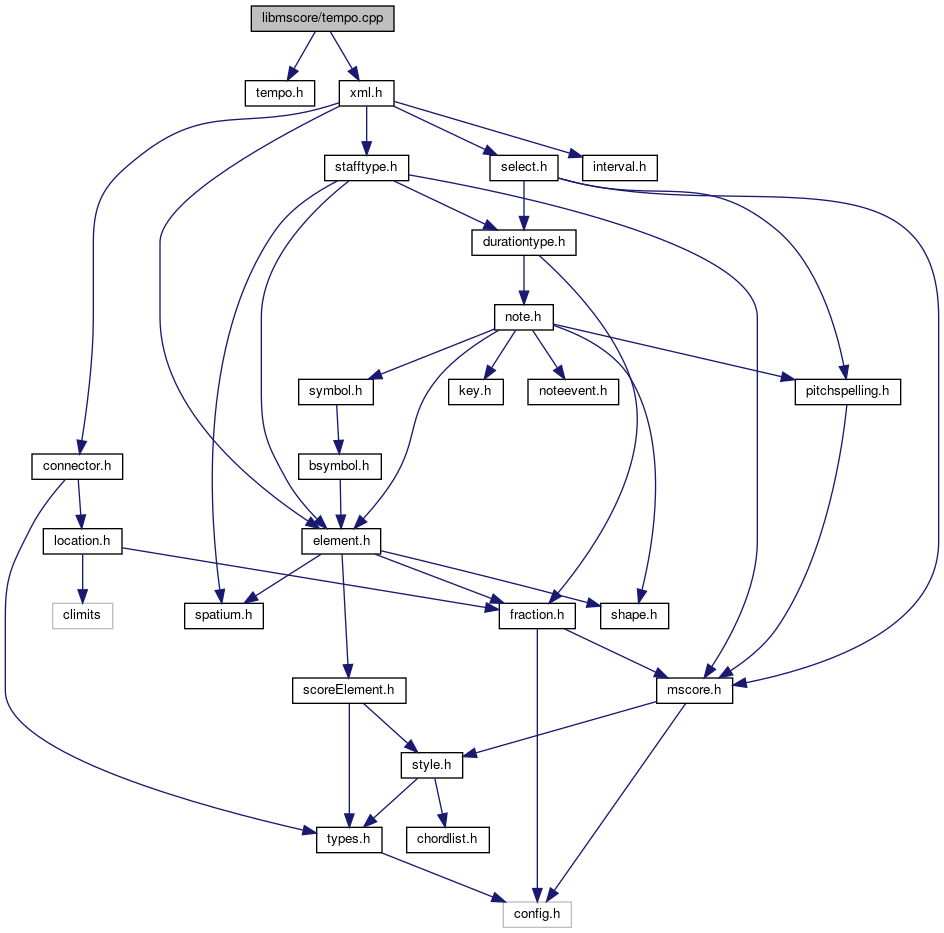 libmscore/tempo.cpp
tempo.h
xml.h
stafftype.h
select.h
interval.h
durationtype.h
note.h
symbol.h
key.h
noteevent.h
pitchspelling.h
connector.h
bsymbol.h
location.h
element.h
climits
spatium.h
fraction.h
shape.h
scoreElement.h
mscore.h
style.h
types.h
chordlist.h
config.h